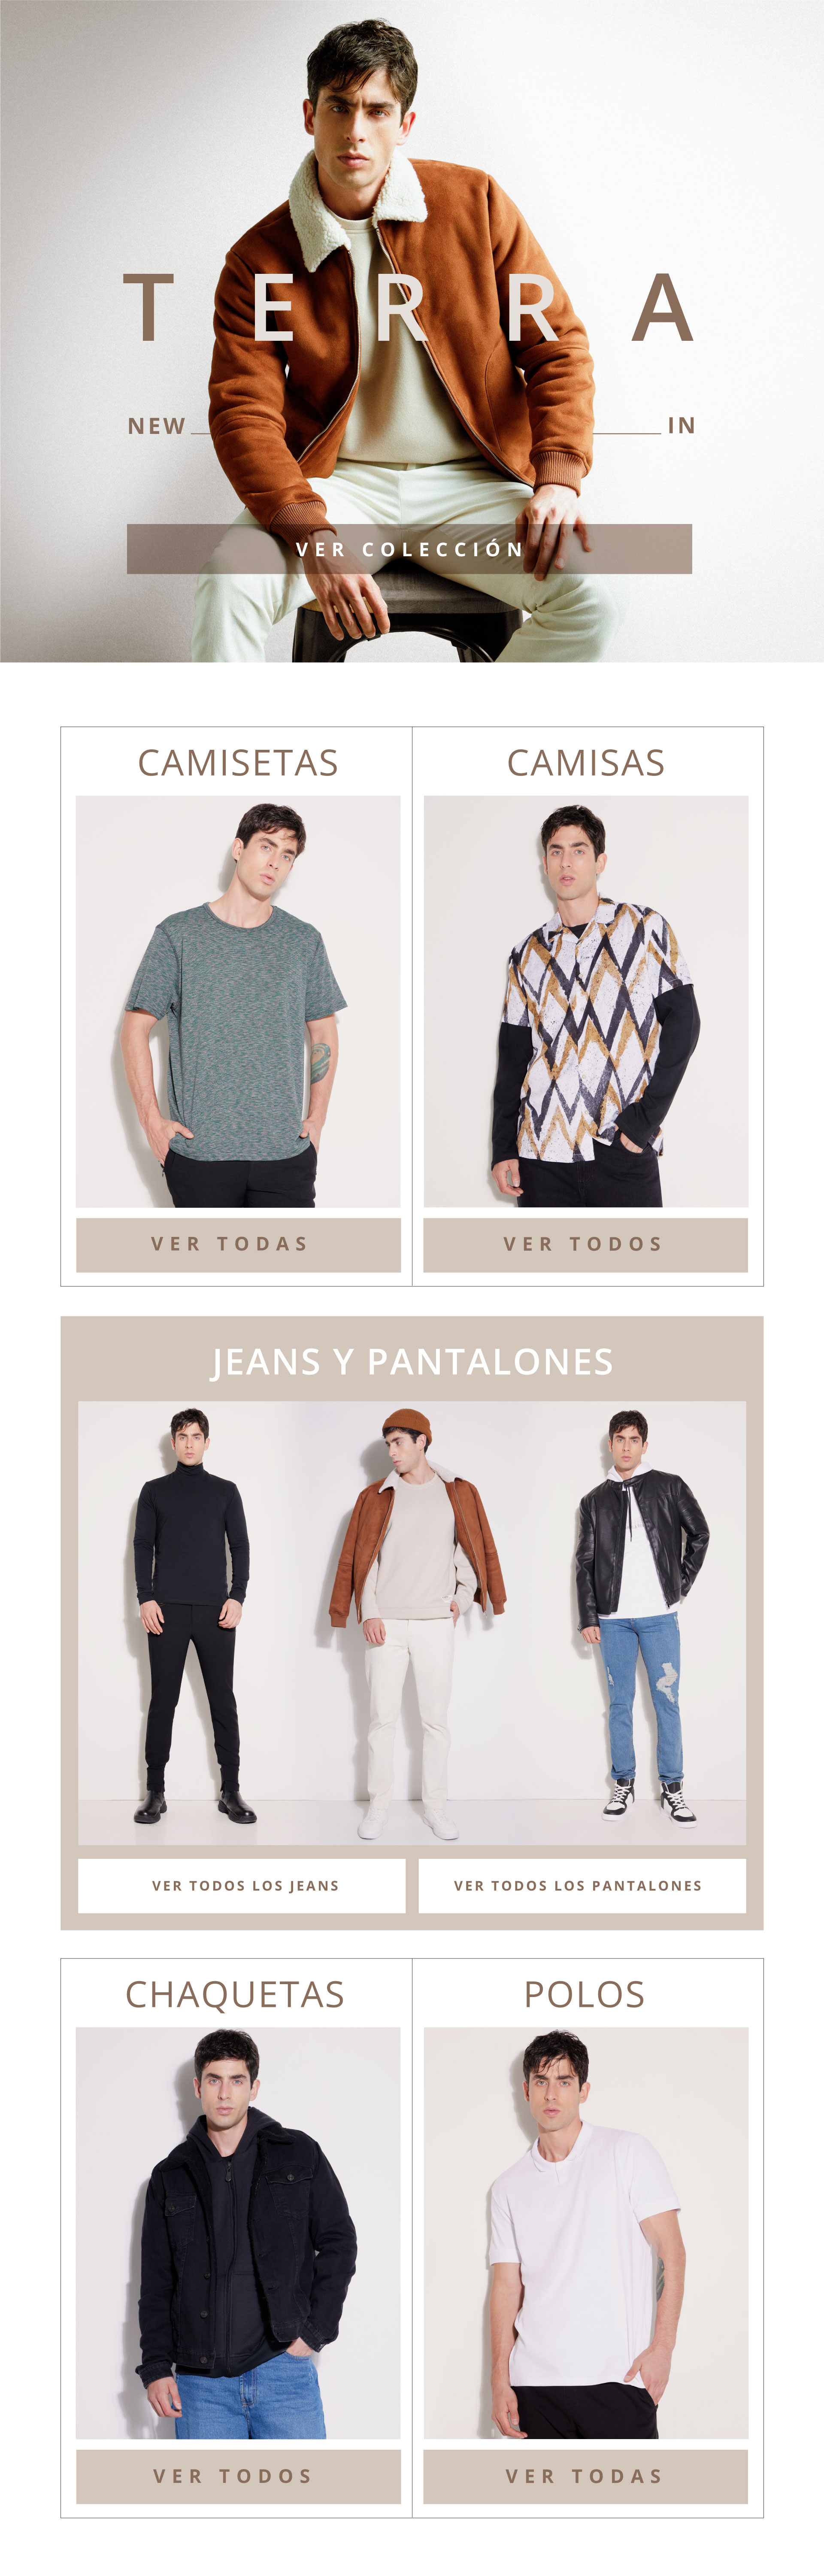 TERRA
NEW IN
VER COLECCIÓN
CAMISETAS
CAMISAS
VER TODAS
VER TODOS
JEANS Y PANTALONES
VER TODOS LOS JEANS
VER TODOS LOS PANTALONES
CHAQUETAS
POLOS
VER TODOS
VER TODAS